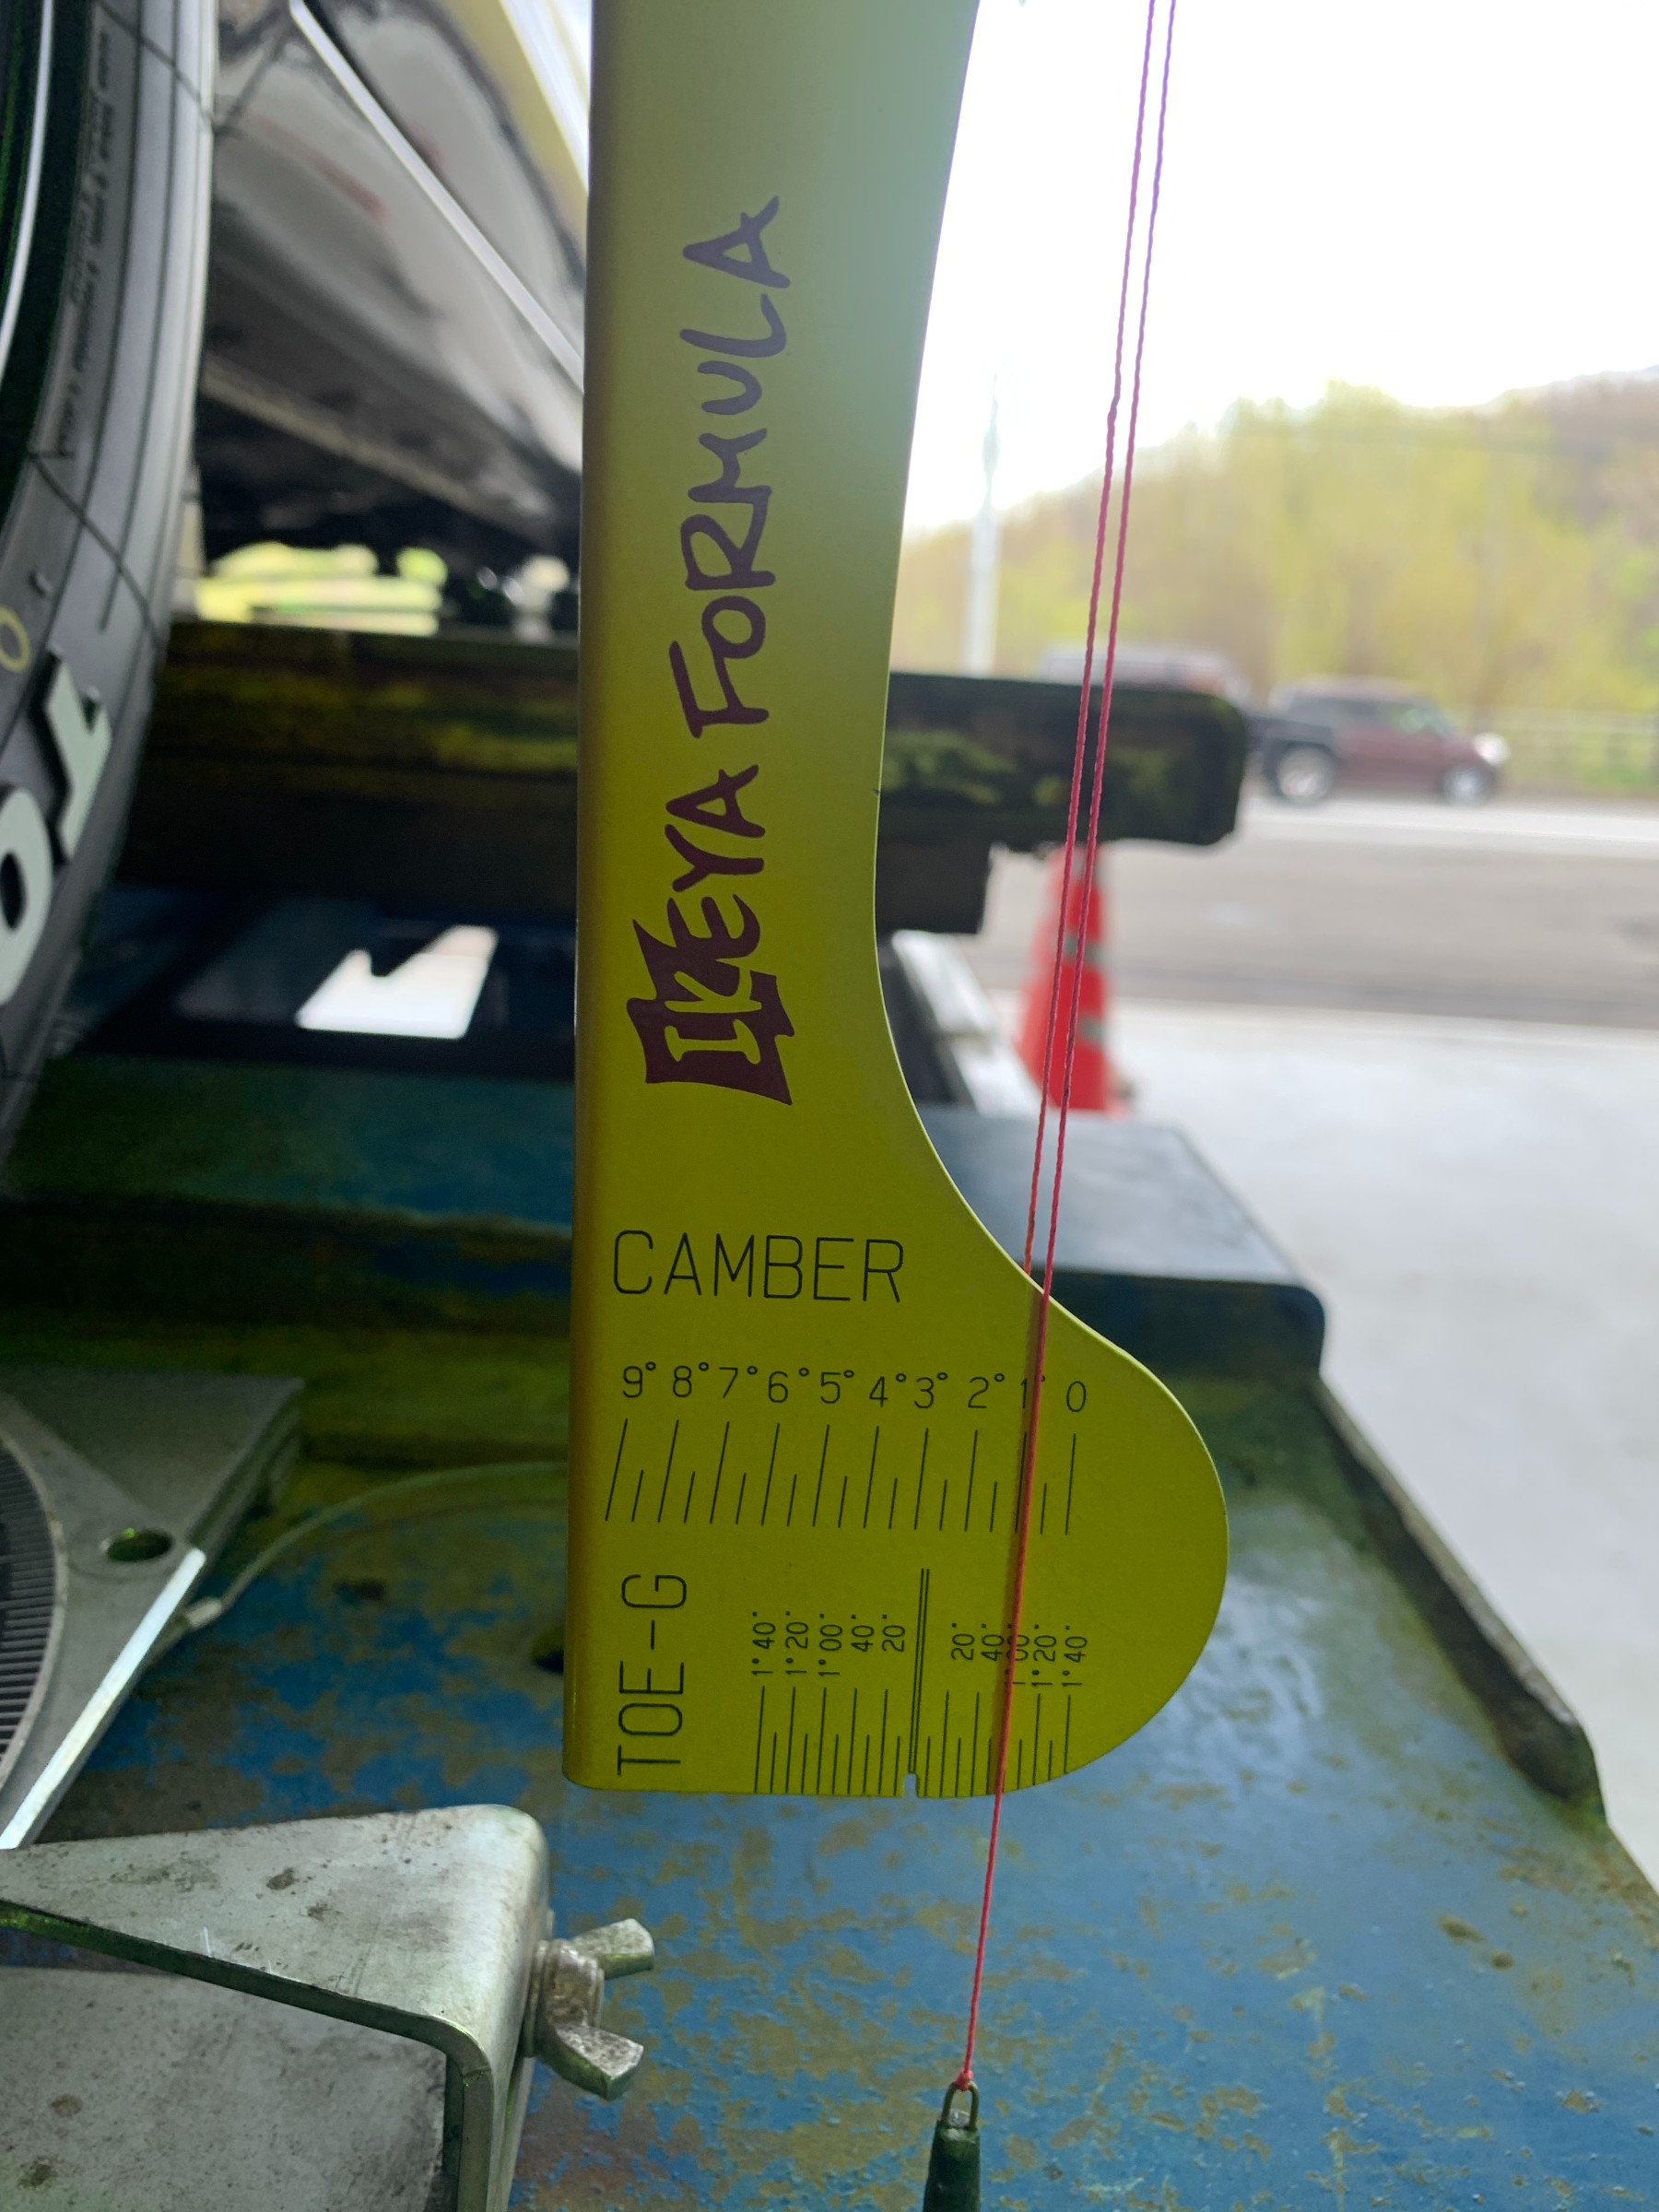 IKEYA FORMULA
CAMBER
9° 8° 7° 6° 5° 4° 3° 2° 1° 0
TOE-G
1°40' 1°20' 1°00' 40' 20' 20' 40' 1°00' 1°20' 1°40'